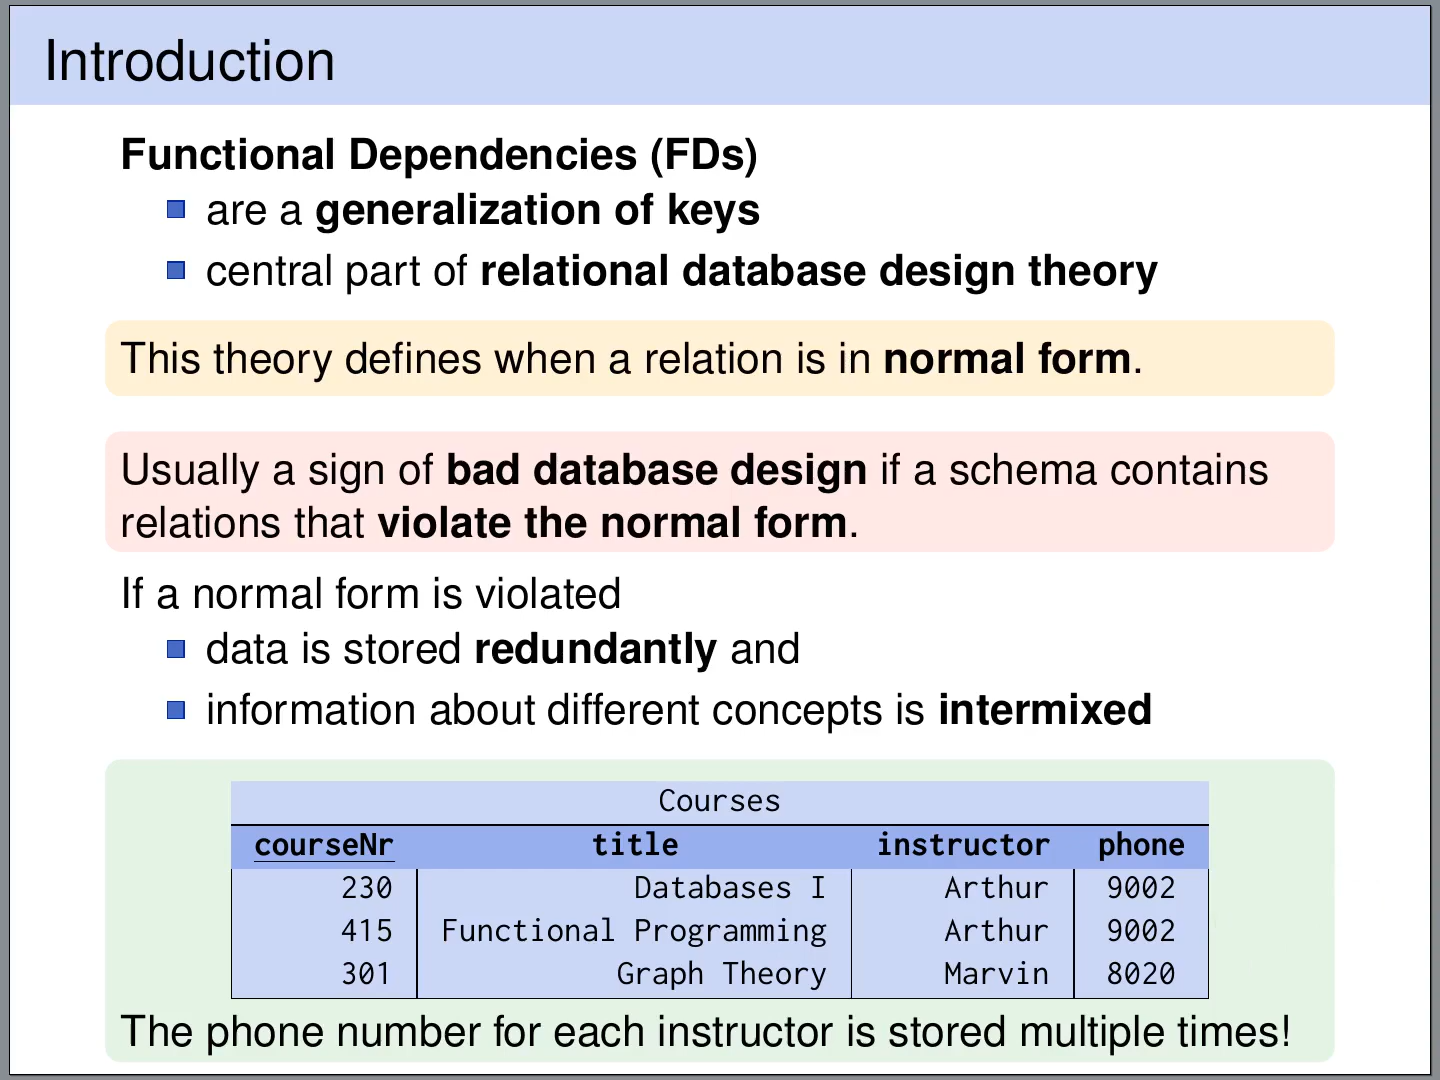 Introduction
Functional Dependencies (FDs)
are a generalization of keys
central part of relational database design theory
This theory defines when a relation is in normal form.
Usually a sign of bad database design if a schema contains
relations that violate the normal form.
If a normal form is violated
data is stored redundantly and
information about different concepts is intermixed
Courses
courseNr title instructor phone
230 Databases I Arthur 9002
415 Functional Programming Arthur 9002
301 Graph Theory Marvin 8020
The phone number for each instructor is stored multiple times!